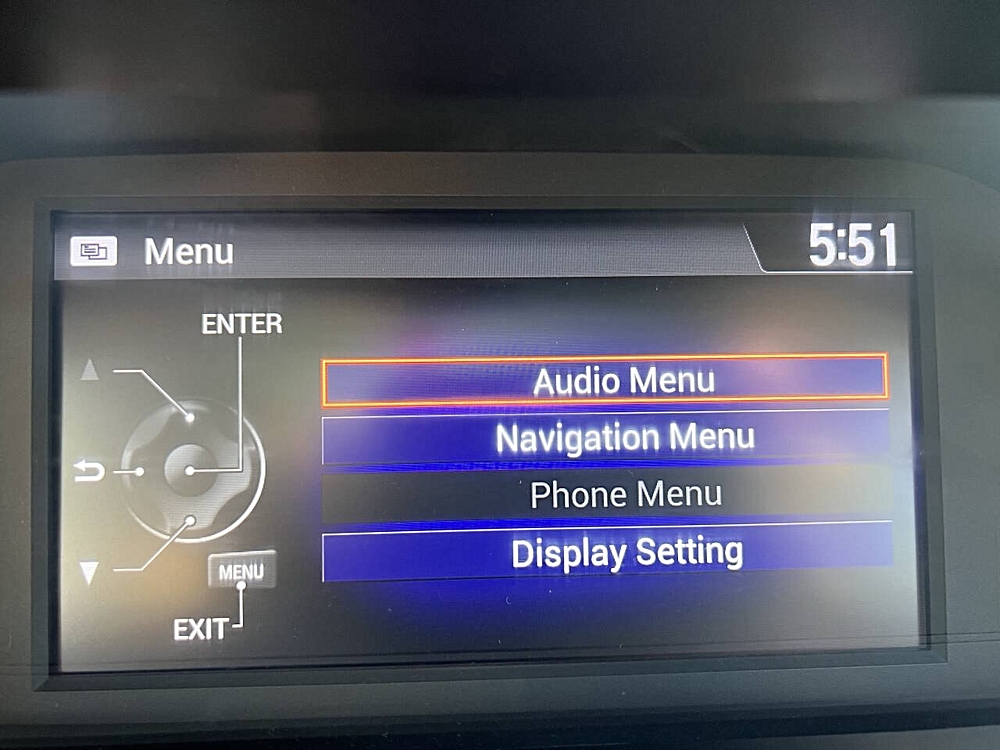 Menu
5:51
ENTER
Audio Menu
Navigation Menu
Phone Menu
Display Setting
MENU
EXIT